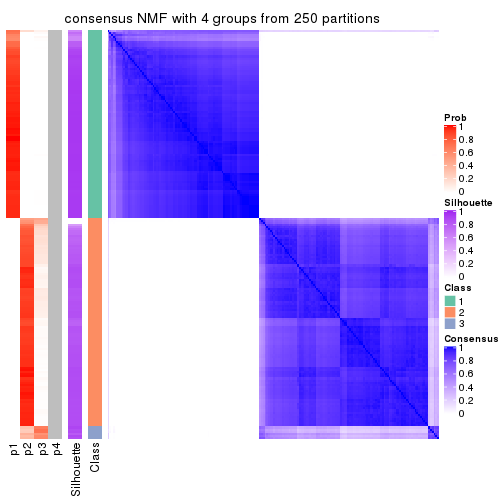 consensus NMF with 4 groups from 250 partitions
Prob
1
0.8
0.6
0.4
0.2
0
Silhouette
1
0.8
0.6
0.4
0.2
0
Class
1
2
3
Consensus
1
0.8
0.6
0.4
0.2
0
p1
p2
p3
p4
Silhouette
Class